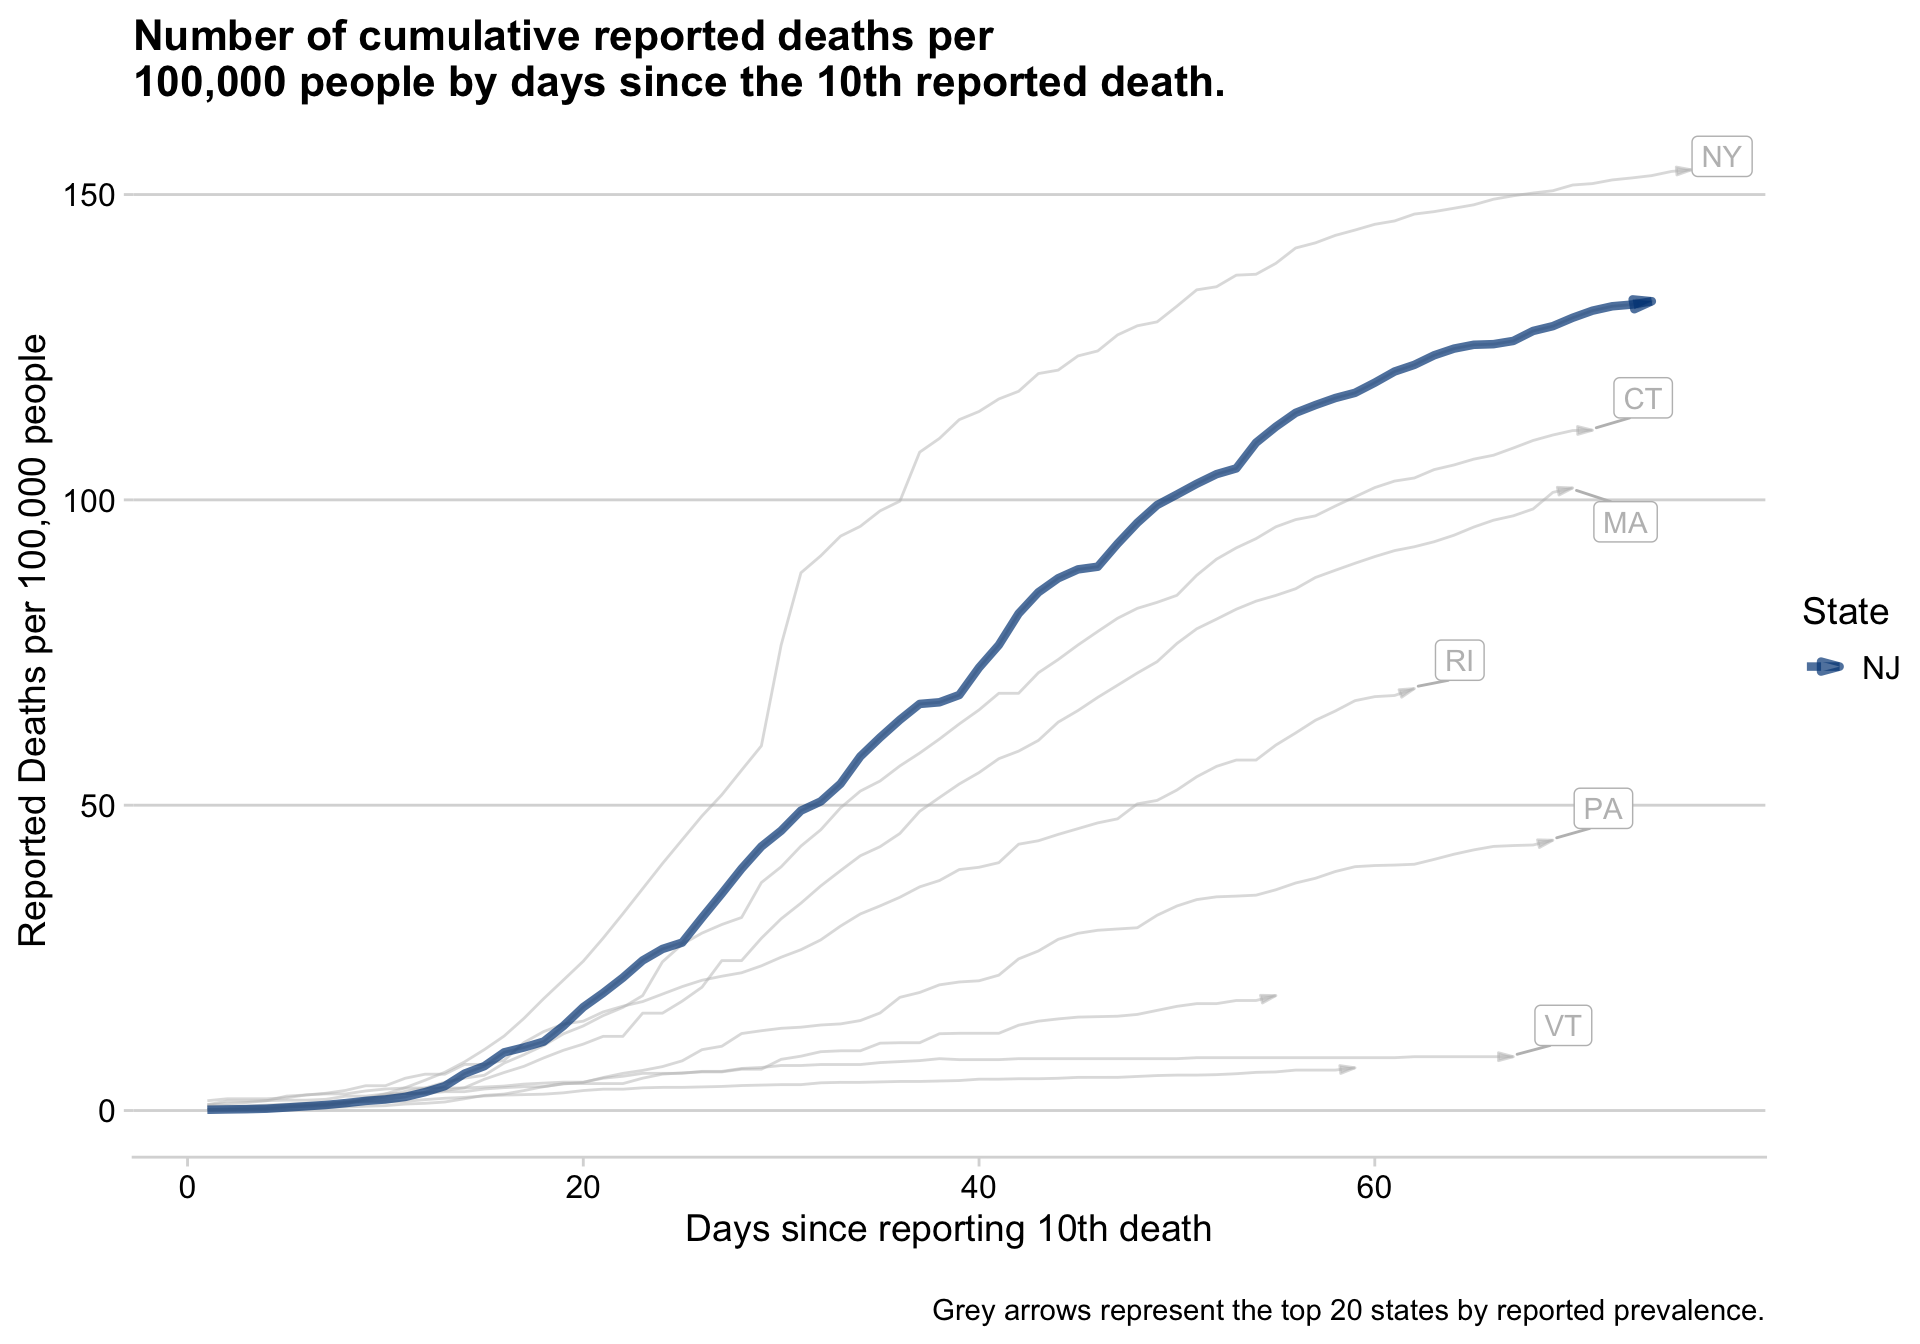 Number of cumulative reported deaths per
100,000 people by days since the 10th reported death.
Reported Deaths per 100,000 people
150
100
50
0
NY
CT
MA
RI
PA
VT
State
NJ
0 20 40 60
Days since reporting 10th death
Grey arrows represent the top 20 states by reported prevalence.